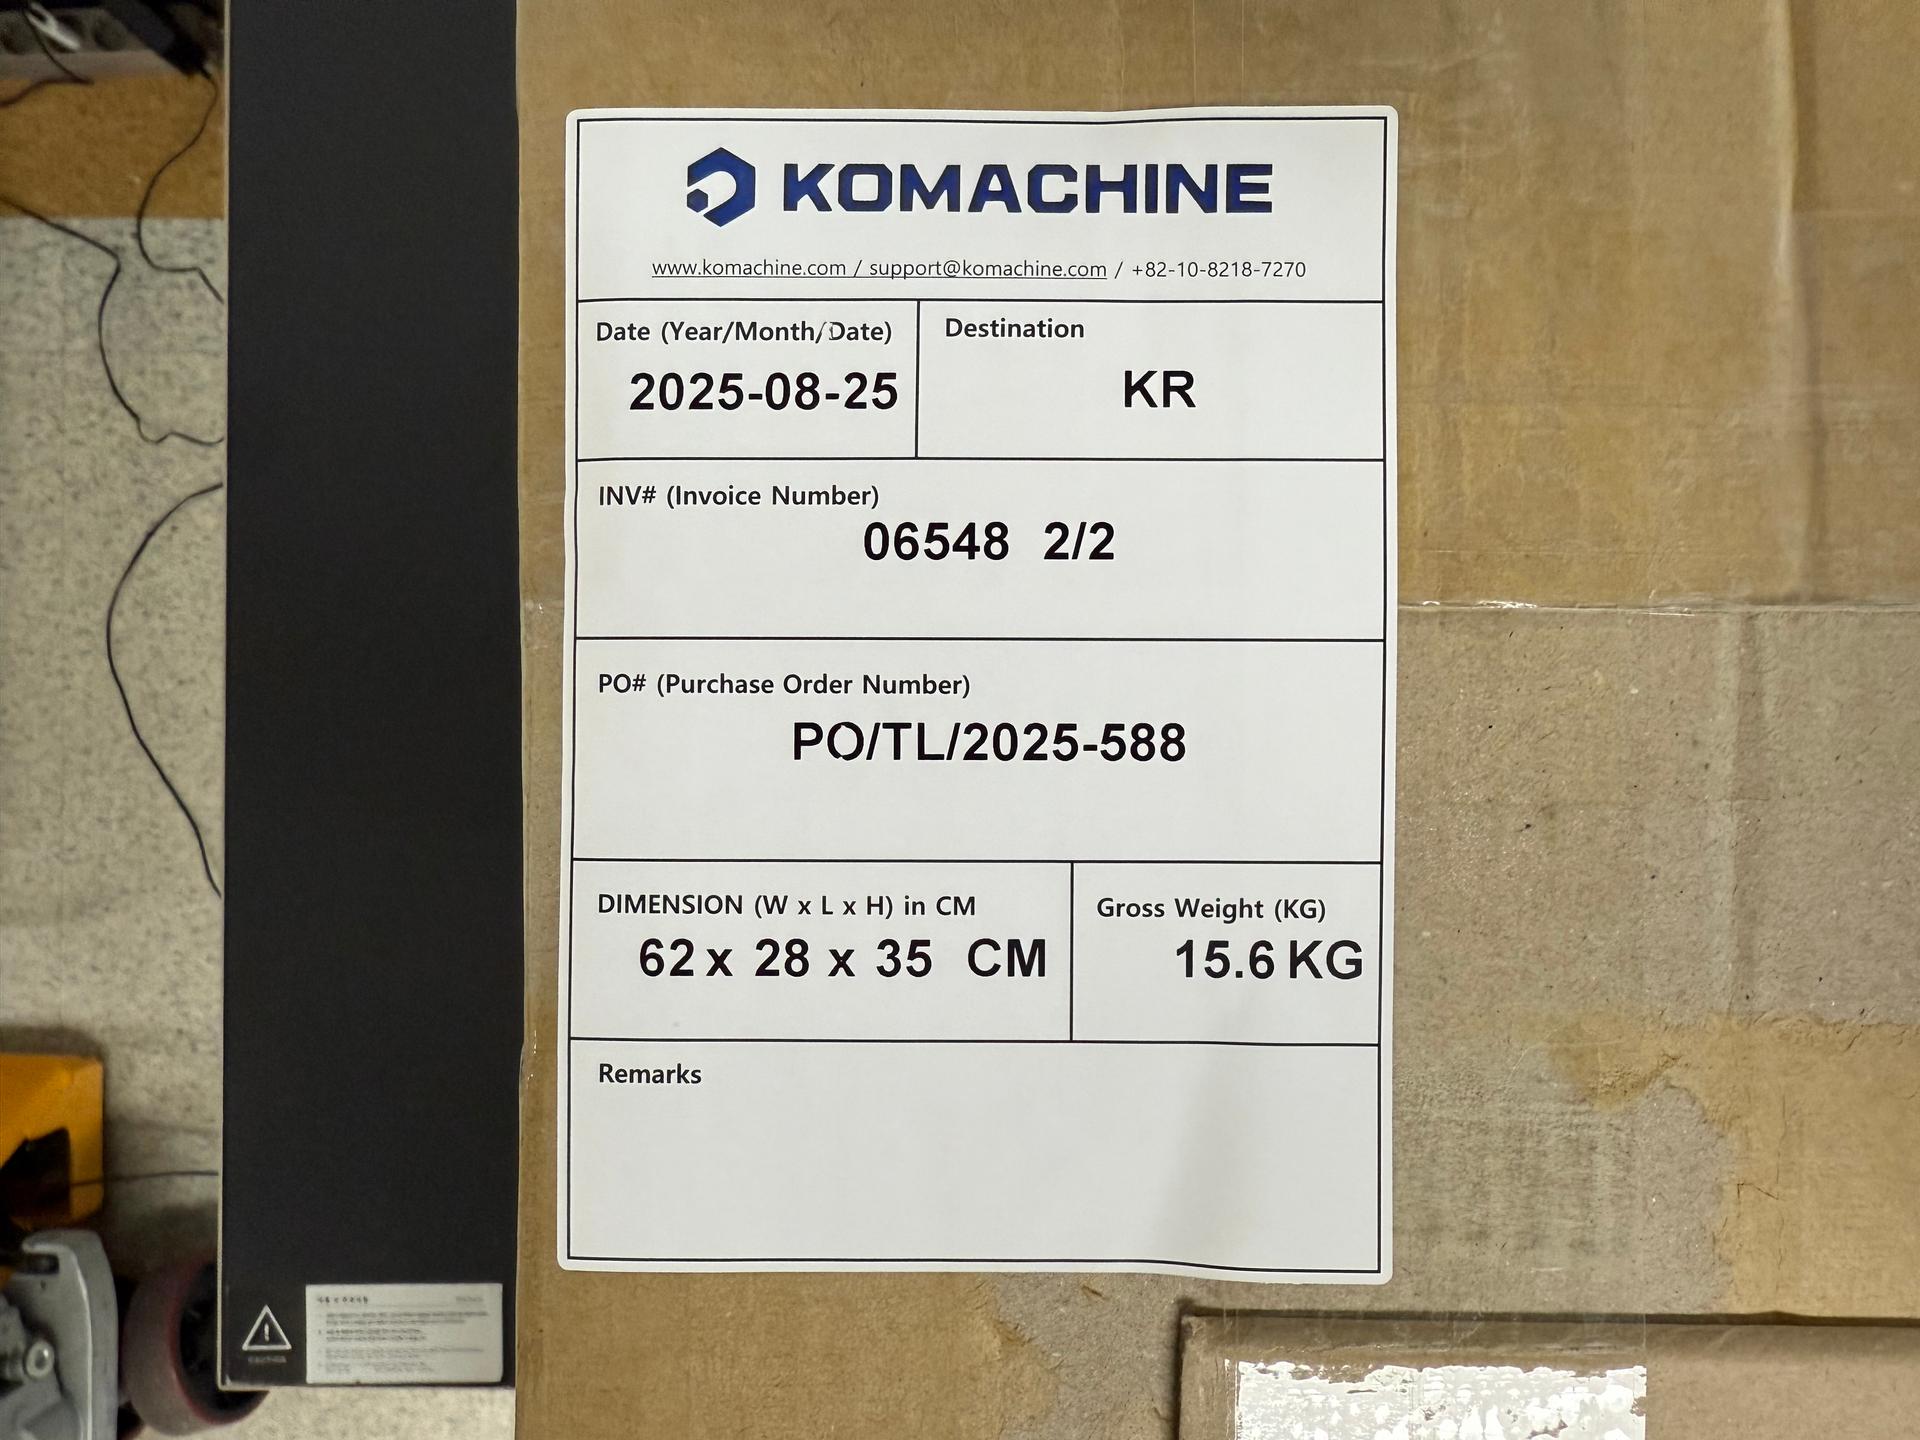 KOMACHINE
www.komachine.com / support@komachine.com / +82-10-8218-7270
Date (Year/Month/Date)
2025-08-25
Destination
KR
INV# (Invoice Number)
06548 2/2
PO# (Purchase Order Number)
PO/TL/2025-588
DIMENSION (W x L x H) in CM
62 x 28 x 35 CM
Gross Weight (KG)
15.6 KG
Remarks